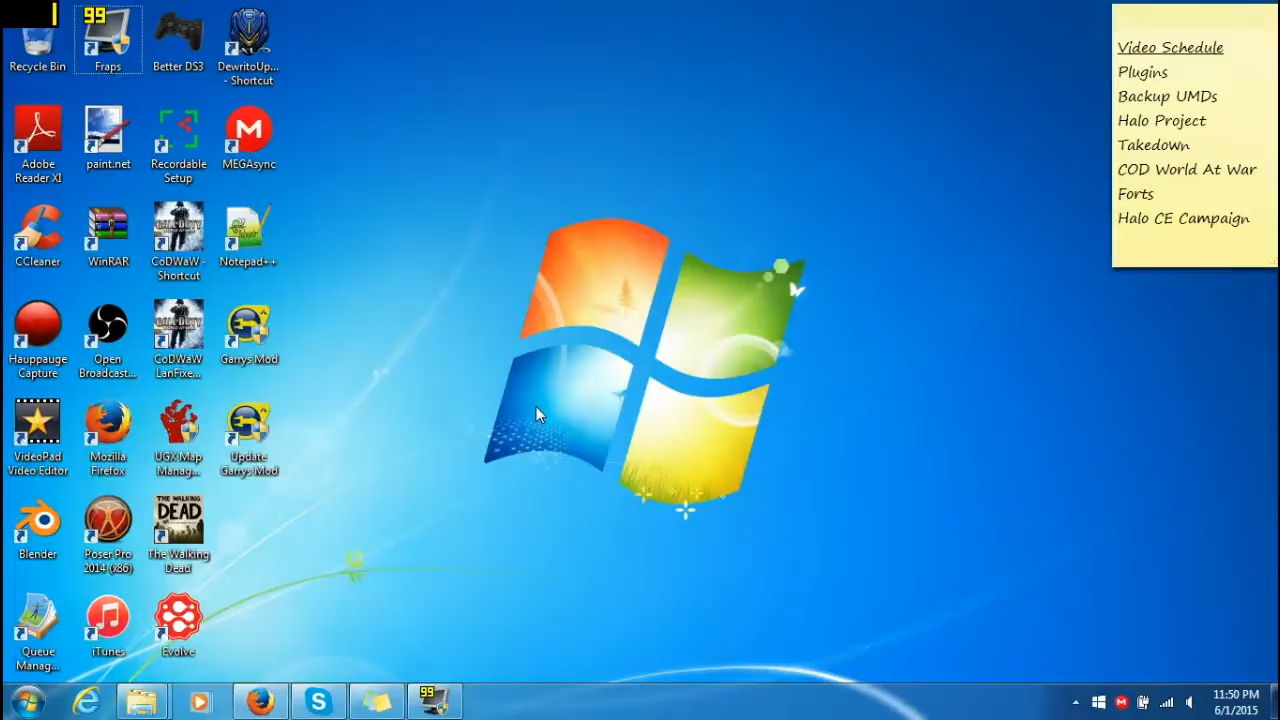 99
Recycle Bin
Fraps
Better DS3
DewritoUp...
- Shortcut
Adobe
Reader XI
paint.net
Recordable
Setup
MEGAsync
CCleaner
WinRAR
CoDWaW -
Shortcut
Notepad++
Hauppauge
Capture
Open
Broadcast...
CoDWaW
LanFixe...
Garrys Mod
VideoPad
Video Editor
Mozilla
Firefox
UGX Map
Manag...
Update
Garrys Mod
Blender
Poser Pro
2014 (x86)
THE WALKING
DEAD
The Walking
Dead
Queue
Manag...
iTunes
Evolve
Video Schedule
Plugins
Backup UMDs
Halo Project
Takedown
COD World At War
Forts
Halo CE Campaign
99
11:50 PM
6/1/2015